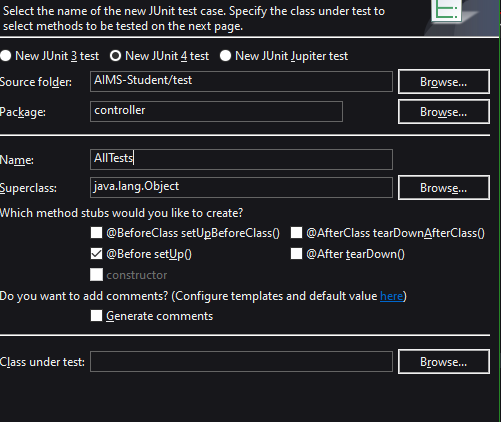 Select the name of the new JUnit test case. Specify the class under test to
select methods to be tested on the next page.
New JUnit 3 test New JUnit 4 test New JUnit Jupiter test
Source folder: AIMS-Student/test Browse...
Package: controller Browse...
Name: AllTests
Superclass: java.lang.Object Browse...
Which method stubs would you like to create?
@BeforeClass setUpBeforeClass() @AfterClass tearDownAfterClass()
@Before setUp() @After tearDown()
constructor
Do you want to add comments? (Configure templates and default value here)
Generate comments
Class under test: Browse...